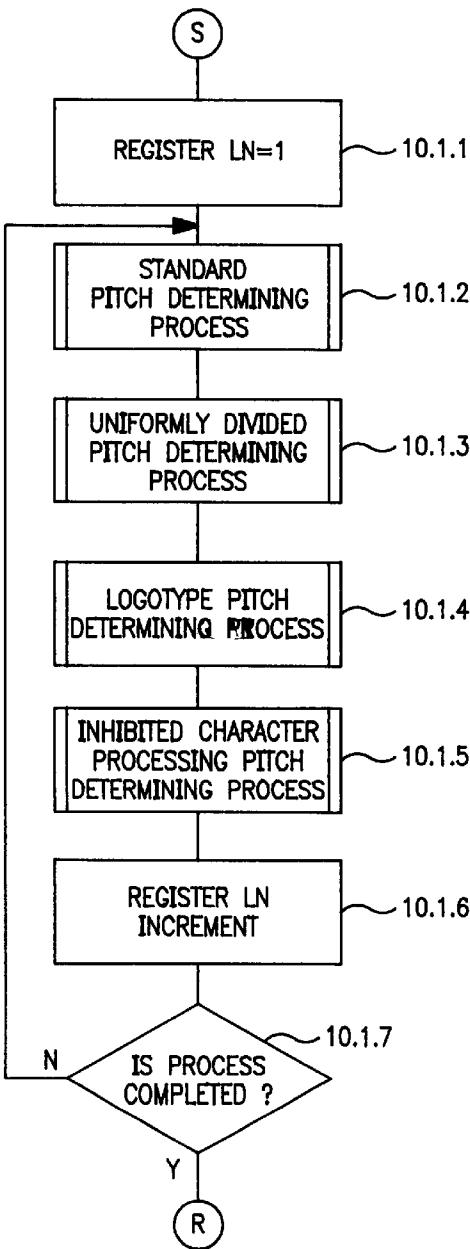 S
REGISTER LN=1
10.1.1
STANDARD
PITCH DETERMINING
PROCESS
10.1.2
UNIFORMLY DIVIDED
PITCH DETERMINING
PROCESS
10.1.3
LOGOTYPE PITCH
DETERMINING PROCESS
10.1.4
INHIBITED CHARACTER
PROCESSING PITCH
DETERMINING PROCESS
10.1.5
REGISTER LN
INCREMENT
10.1.6
10.1.7
N
IS PROCESS
COMPLETED ?
Y
R